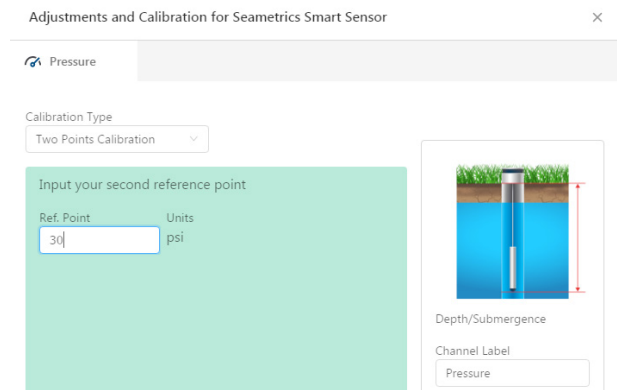 Adjustments and Calibration for Seametrics Smart Sensor
Pressure
Calibration Type
Two Points Calibration
Input your second reference point
Ref. Point Units
30 psi
Depth/Submergence
Channel Label
Pressure